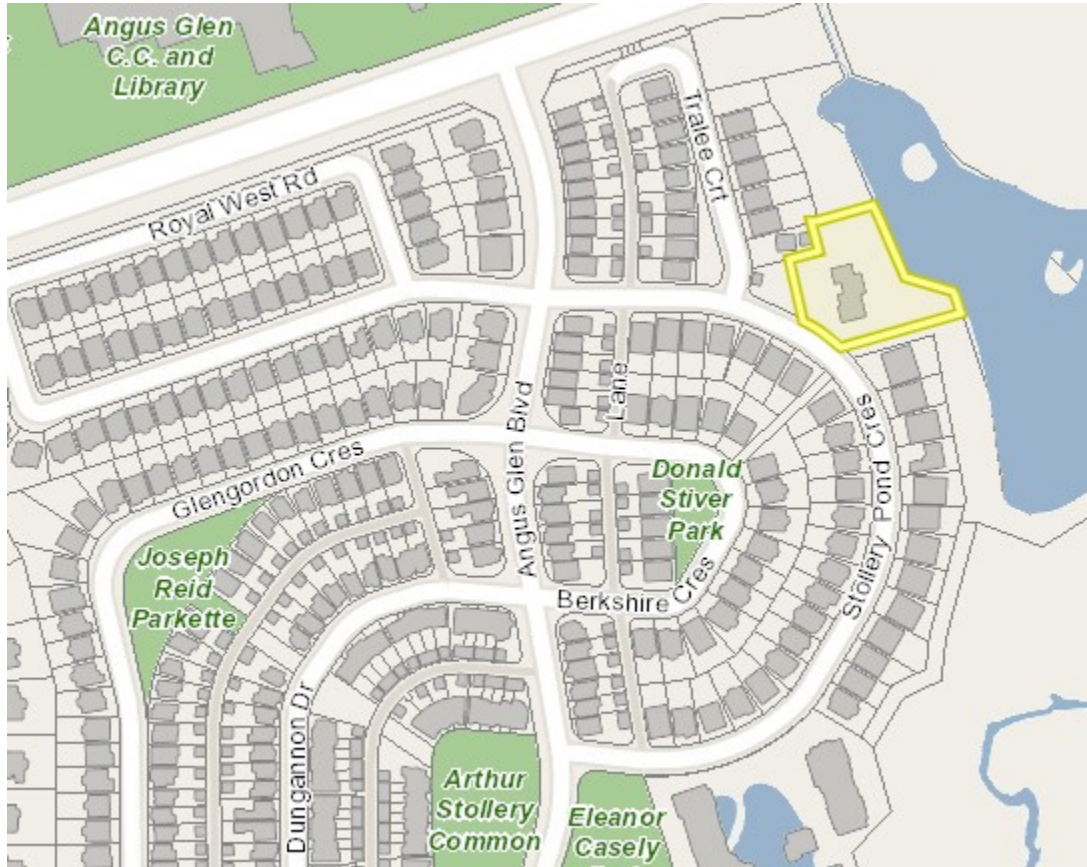 Angus Glen
C.C. and
Library
Tralee Crt
Royal West Rd
Lane
Angus Glen Blvd
Glengordon Cres
Donald
Stiver
Park
Stollery Pond Cres
Joseph
Reid
Parkette
Berkshire Cres
Dungannon Dr
Arthur
Stollery
Common
Eleanor
Casely